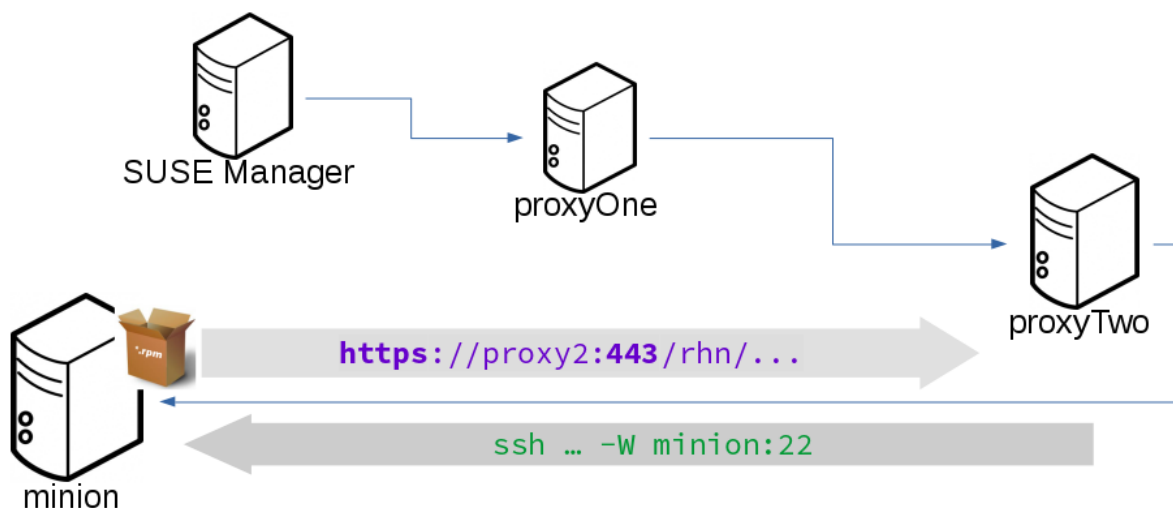 SUSE Manager
proxyOne
proxyTwo
*.rpm
https://proxy2:443/rhn/...
ssh … -W minion:22
minion